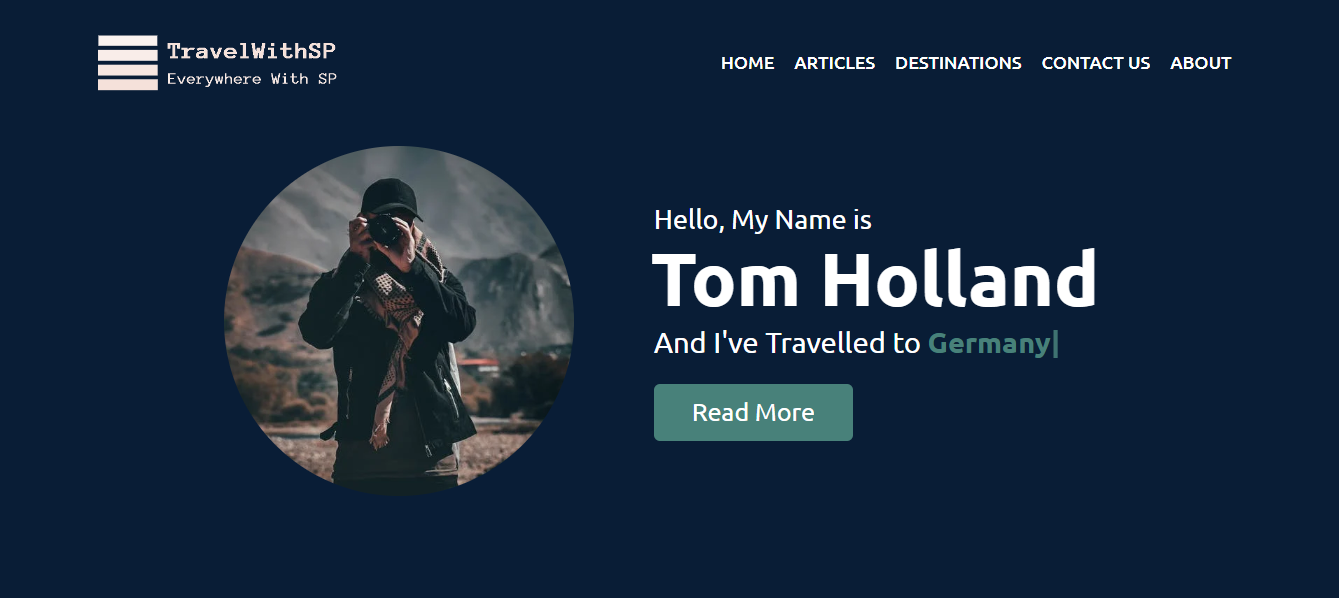 TravelWithSP
Everywhere With SP
HOME ARTICLES DESTINATIONS CONTACT US ABOUT
Hello, My Name is
Tom Holland
And I've Travelled to Germany|
Read More